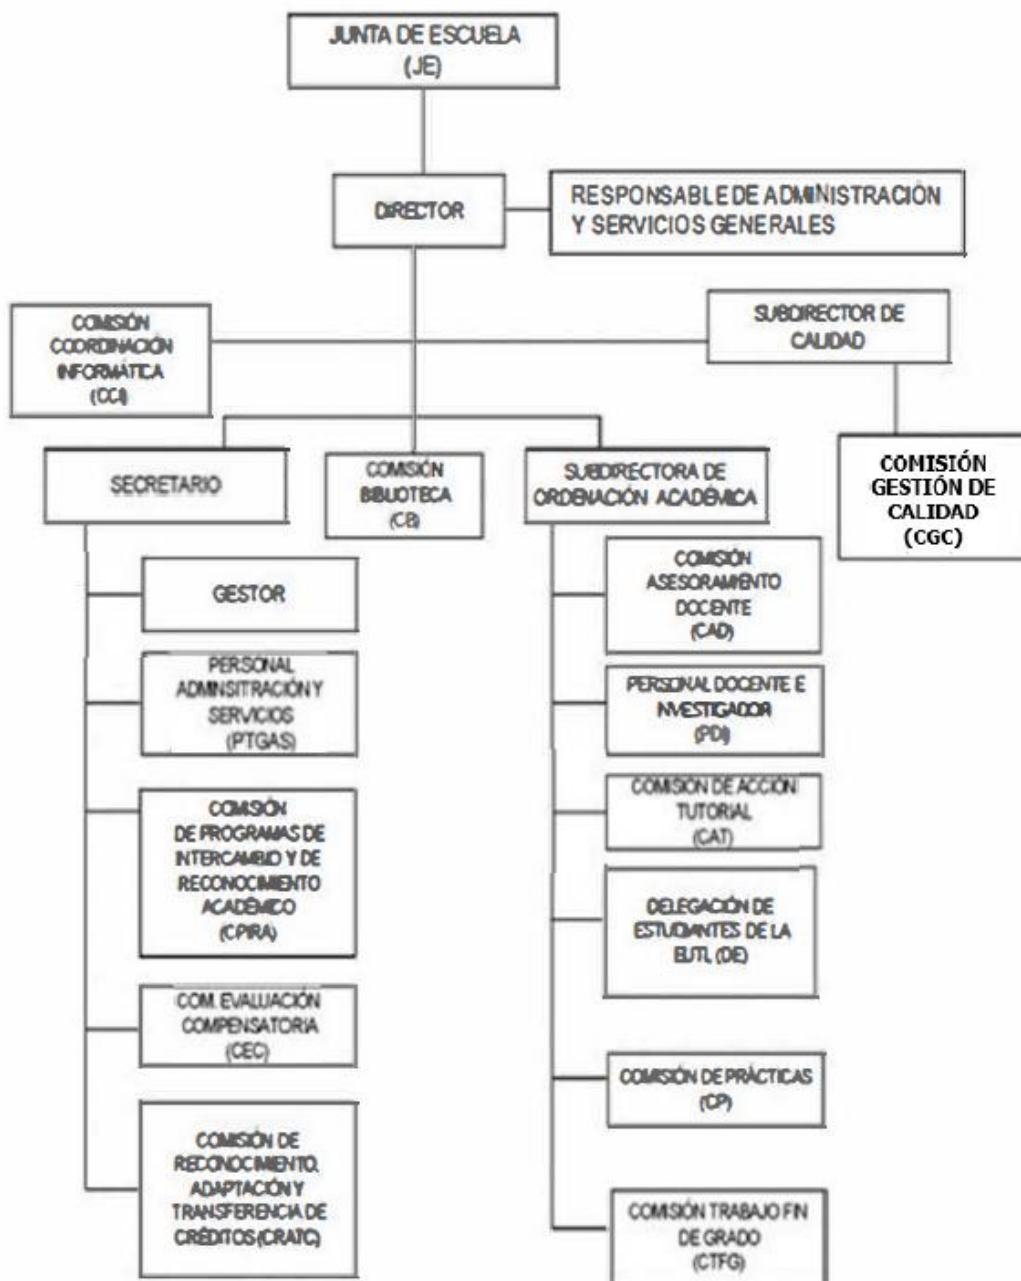 JUNTA DE ESCUELA
(JE)
DIRECTOR
RESPONSABLE DE ADMINISTRACIÓN
Y SERVICIOS GENERALES
COMISIÓN
COORDINACIÓN
INFORMÁTICA
(CCI)
SUBDIRECTOR DE
CALIDAD
SECRETARIO
COMISIÓN
BIBLIOTECA
(CB)
SUBDIRECTORA DE
ORDENACIÓN ACADÉMICA
COMISIÓN
GESTIÓN DE
CALIDAD
(CGC)
GESTOR
PERSONAL
ADMINSITRACIÓN Y
SERVICIOS
(PTGAS)
COMISIÓN
DE PROGRAMAS DE
INTERCAMBIO Y DE
RECONOCIMIENTO
ACADÉMICO
(CPIRA)
COM. EVALUACIÓN
COMPENSATORIA
(CEC)
COMISIÓN DE
RECONOCIMIENTO,
ADAPTACIÓN Y
TRANSFERENCIA DE
CRÉDITOS (CRATC)
COMISIÓN
ASESORAMIENTO
DOCENTE
(CAD)
PERSONAL DOCENTE E
INVESTIGADOR
(PDI)
COMISIÓN DE ACCIÓN
TUTORIAL
(CAT)
DELEGACIÓN DE
ESTUDIANTES DE LA
EUTL (DE)
COMISIÓN DE PRÁCTICAS
(CP)
COMISIÓN TRABAJO FIN
DE GRADO
(CTFG)